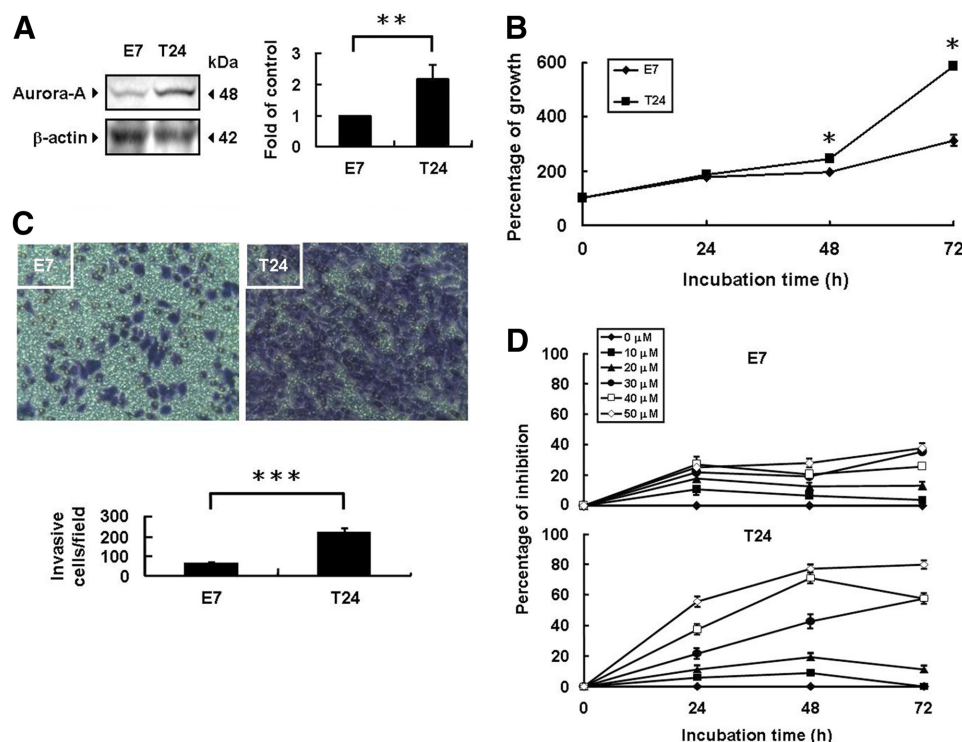 A
E7 T24
kDa
Aurora-A
48
β-actin
42
**
Fold of control
3
2
1
0
E7 T24
B
E7
T24
*
*
Percentage of growth
600
400
200
0
0 24 48 72
Incubation time (h)
C
E7
T24
***
Invasive
cells/field
300
200
100
0
E7 T24
D
0 μM
10 μM
20 μM
30 μM
40 μM
50 μM
E7
Percentage of inhibition
100
80
60
40
20
0
T24
100
80
60
40
20
0
0 24 48 72
Incubation time (h)